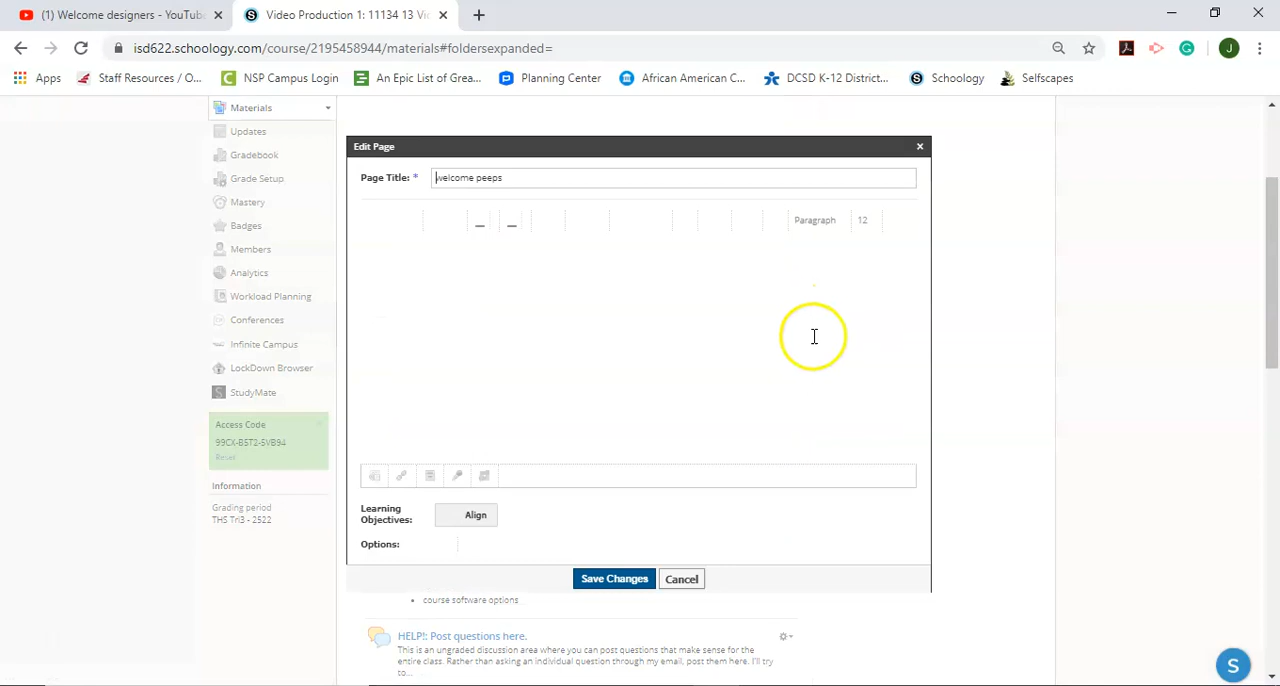 (1) Welcome designers - YouTub
Video Production 1: 11134 13 Vi
isd622.schoology.com/course/2195458944/materials#foldersexpanded=
J
Apps
Staff Resources / O...
NSP Campus Login
An Epic List of Grea...
Planning Center
African American C...
DCSD K-12 District...
Schoology
Selfscapes
Materials
Updates
Gradebook
Grade Setup
Mastery
Badges
Members
Analytics
Workload Planning
Conferences
Infinite Campus
LockDown Browser
StudyMate
Access Code
99CX-B5T2-5VB94
Reset
Information
Grading period
THS Tri3 - 2522
Edit Page
Page Title: *
welcome peeps
Paragraph
12
Learning
Objectives:
Align
Options:
Save Changes
Cancel
course software options
HELP!: Post questions here.
This is an ungraded discussion area where you can post questions that make sense for the
entire class. Rather than asking an individual question through my email, post them here. I'll try
to...
S